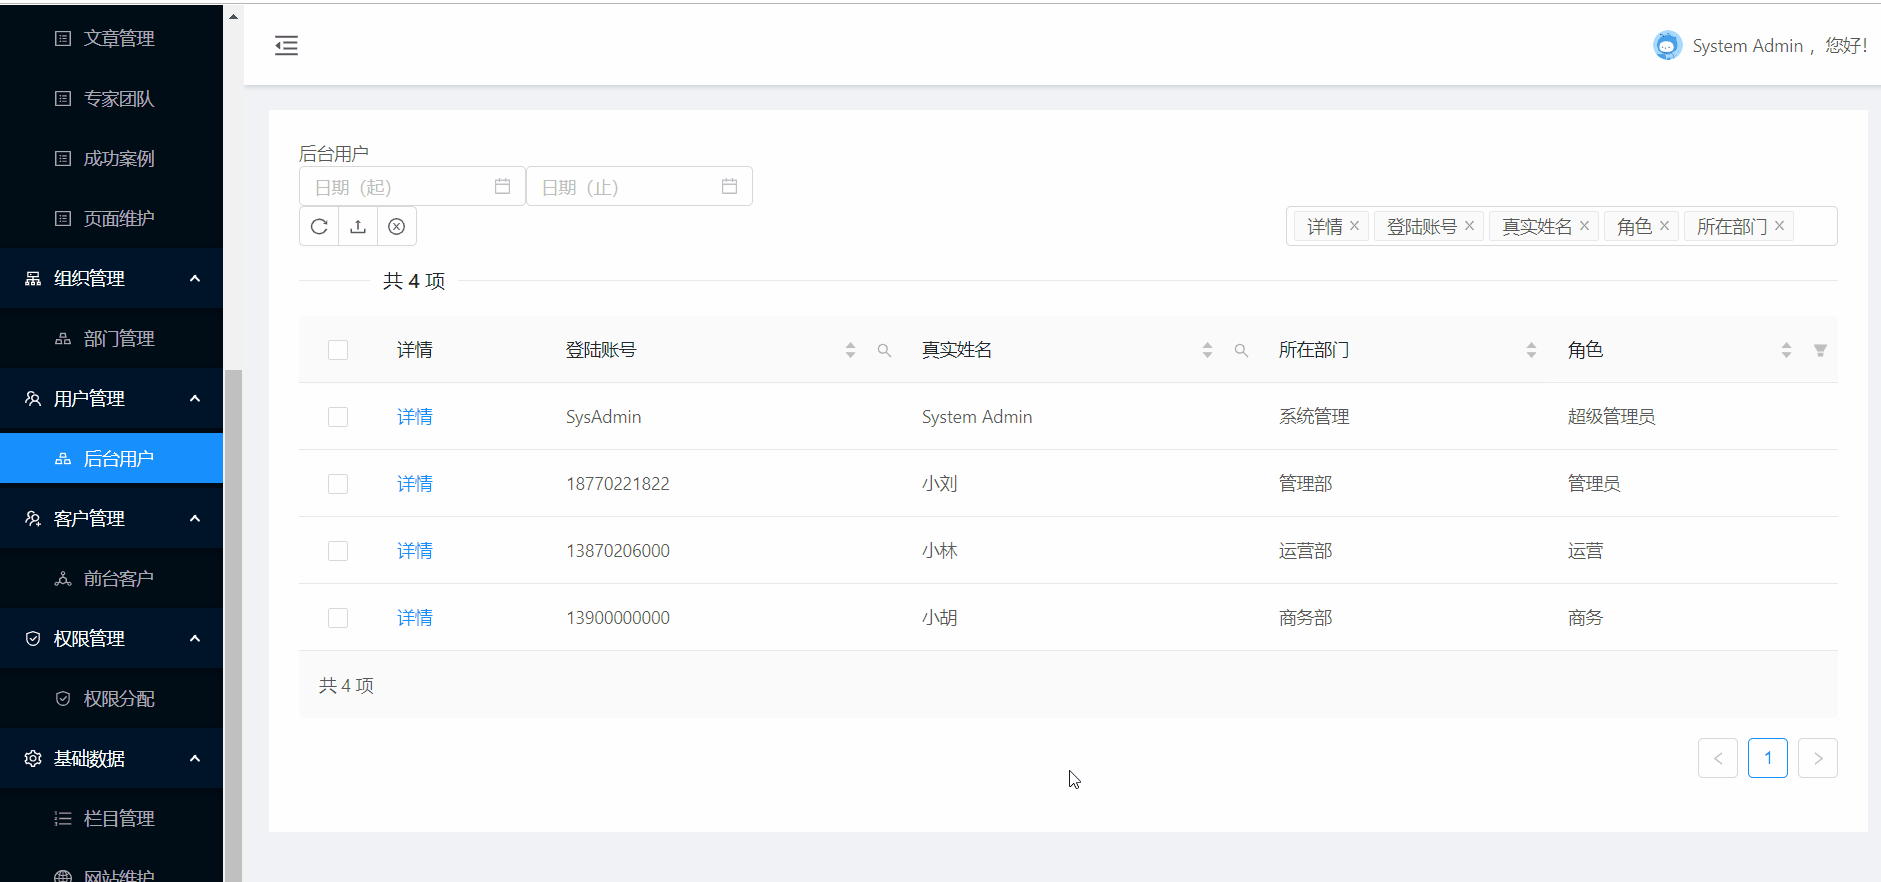 文章管理
专家团队
成功案例
页面维护
组织管理
部门管理
用户管理
后台用户
客户管理
前台客户
权限管理
权限分配
基础数据
栏目管理
网站维护
System Admin ，您好！
后台用户
日期（起） 日期（止）
详情 登陆账号 真实姓名 角色 所在部门
共 4 项
详情 登陆账号 真实姓名 所在部门 角色
详情 SysAdmin System Admin 系统管理 超级管理员
详情 18770221822 小刘 管理部 管理员
详情 13870206000 小林 运营部 运营
详情 13900000000 小胡 商务部 商务
共 4 项
1